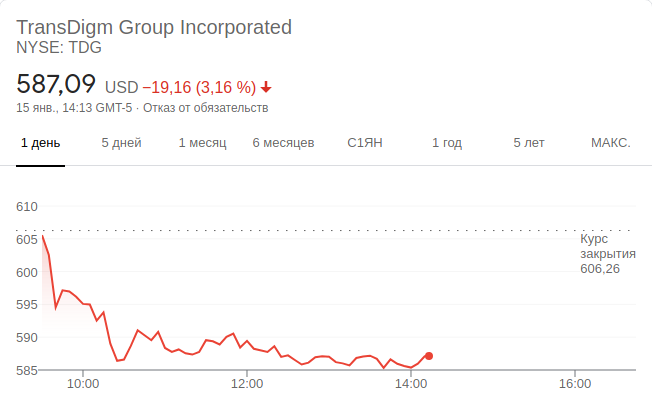 TransDigm Group Incorporated
NYSE: TDG
587,09 USD −19,16 (3,16 %)
15 янв., 14:13 GMT-5 · Отказ от обязательств
1 день 5 дней 1 месяц 6 месяцев С1ЯН 1 год 5 лет МАКС.
610
605
600
595
590
585
Курс
закрытия
606,26
10:00 12:00 14:00 16:00